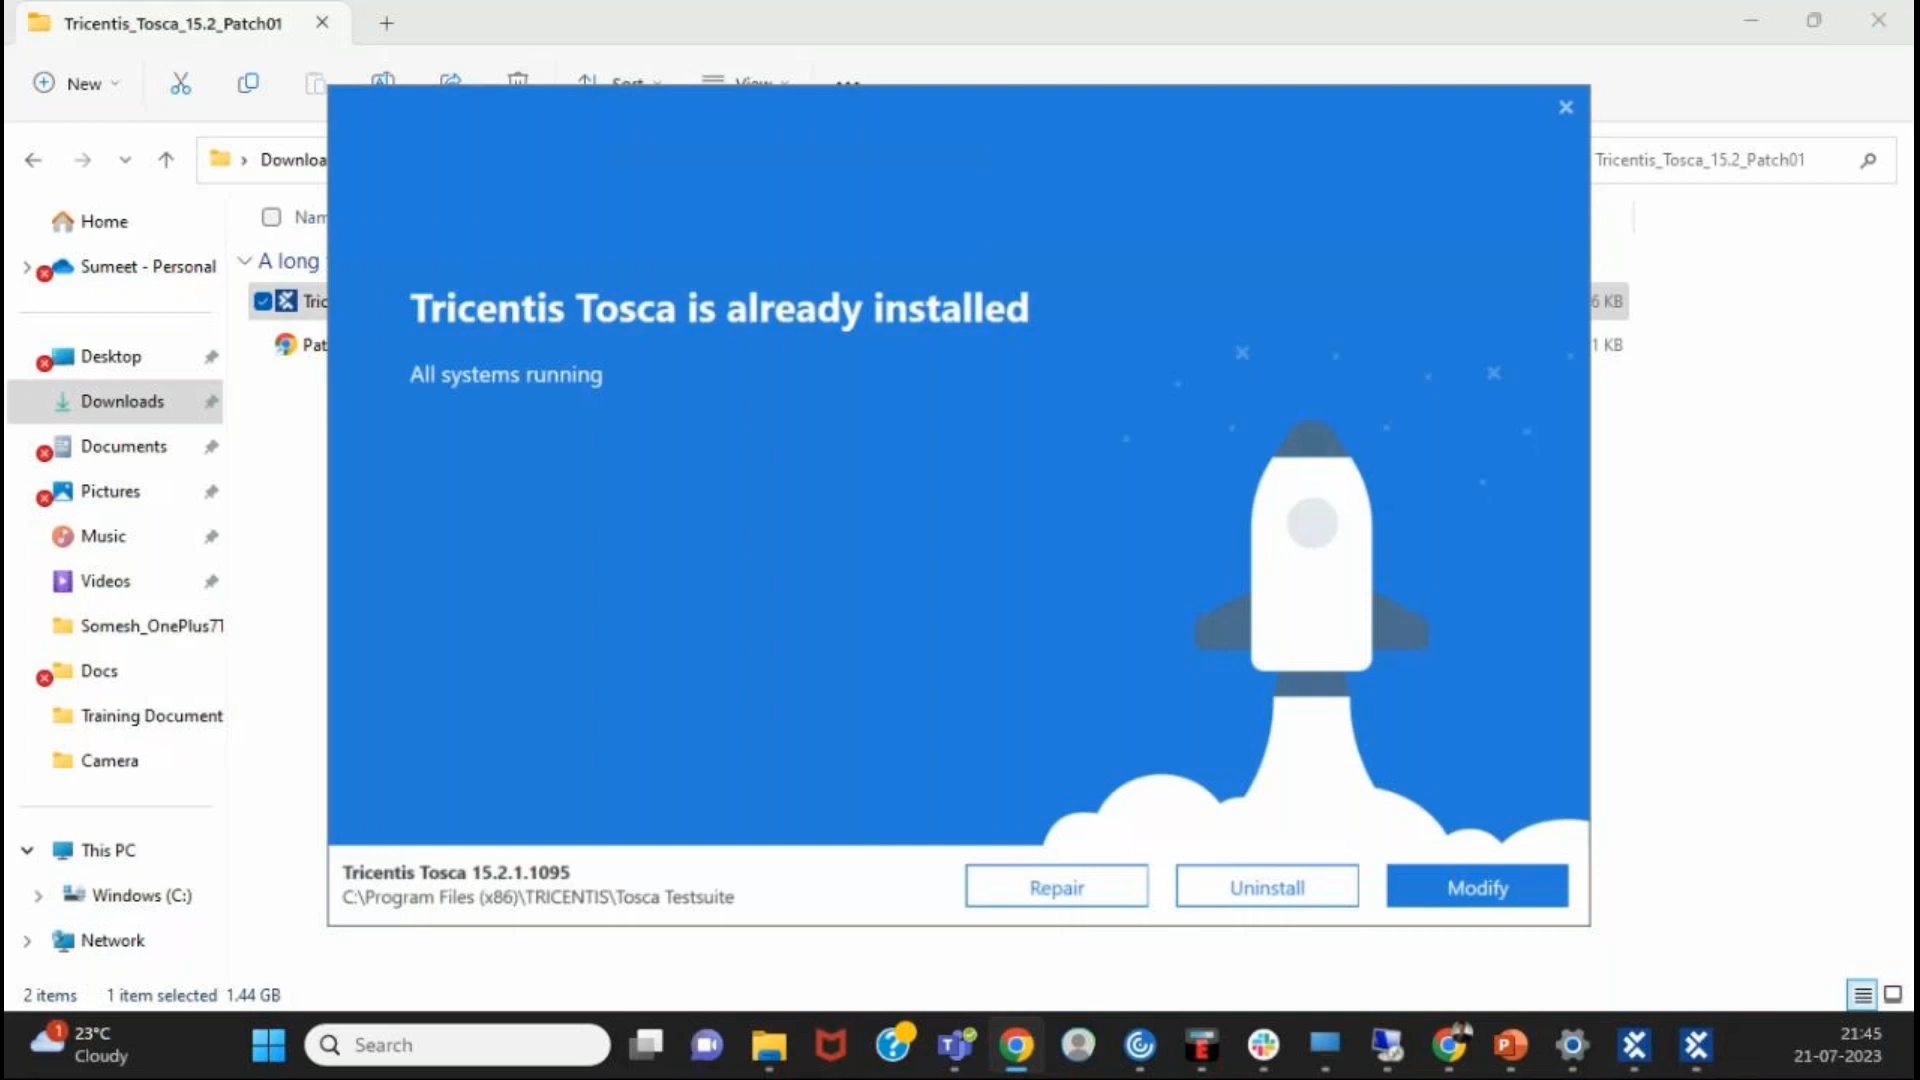 Tricentis_Tosca_15.2_Patch01
New
Sort
View
Downloa
Tricentis_Tosca_15.2_Patch01
Home
Nam
Sumeet - Personal
A long
Tric
6 KB
Pat
1 KB
Desktop
Downloads
Documents
Pictures
Music
Videos
Somesh_OnePlus7T
Docs
Training Document
Camera
This PC
Windows (C:)
Network
Tricentis Tosca is already installed
All systems running
Tricentis Tosca 15.2.1.1095
C:\Program Files (x86)\TRICENTIS\Tosca Testsuite
Repair
Uninstall
Modify
2 items 1 item selected 1.44 GB
1
23°C
Cloudy
Search
21:45
21-07-2023